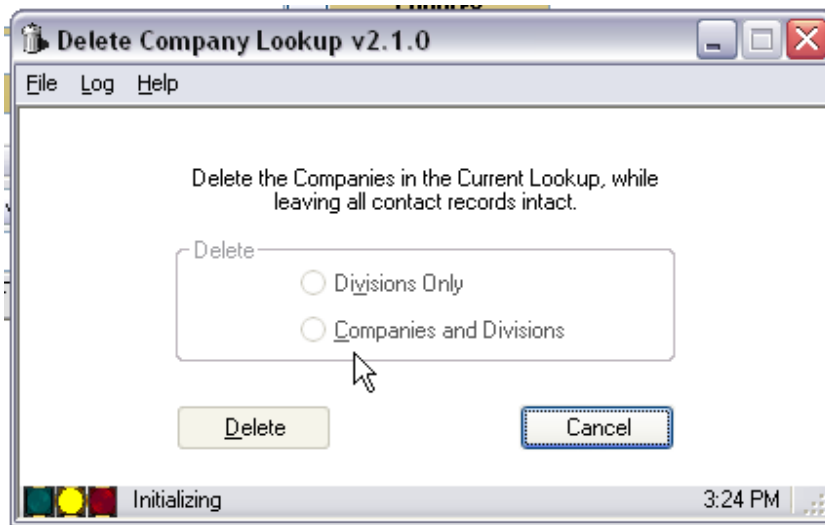 Delete Company Lookup v2.1.0
File Log Help
Delete the Companies in the Current Lookup, while
leaving all contact records intact.
Delete
Divisions Only
Companies and Divisions
Delete Cancel
Initializing 3:24 PM